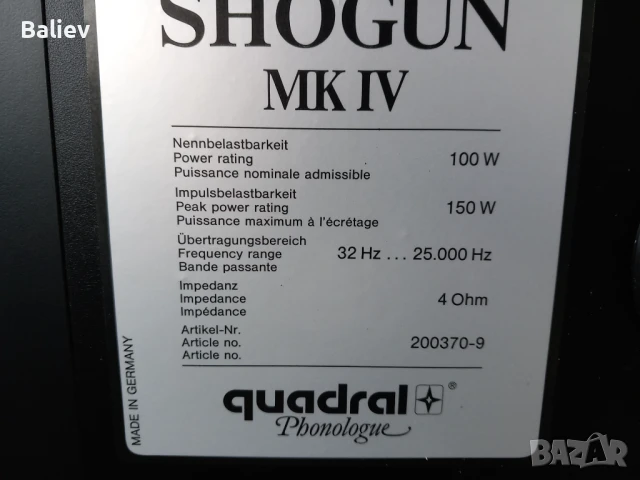 Baliev
SHOGUN
MK IV
Nennbelastbarkeit
Power rating 100 W
Puissance nominale admissible
Impulsbelastbarkeit
Peak power rating 150 W
Puissance maximum à l'écrétage
Übertragungsbereich
Frequency range 32 Hz ... 25.000 Hz
Bande passante
Impedanz
Impedance 4 Ohm
Impédance
Artikel-Nr.
Article no. 200370-9
Article no.
MADE IN GERMANY
quadral ®
Phonologue
BAZAR
bg